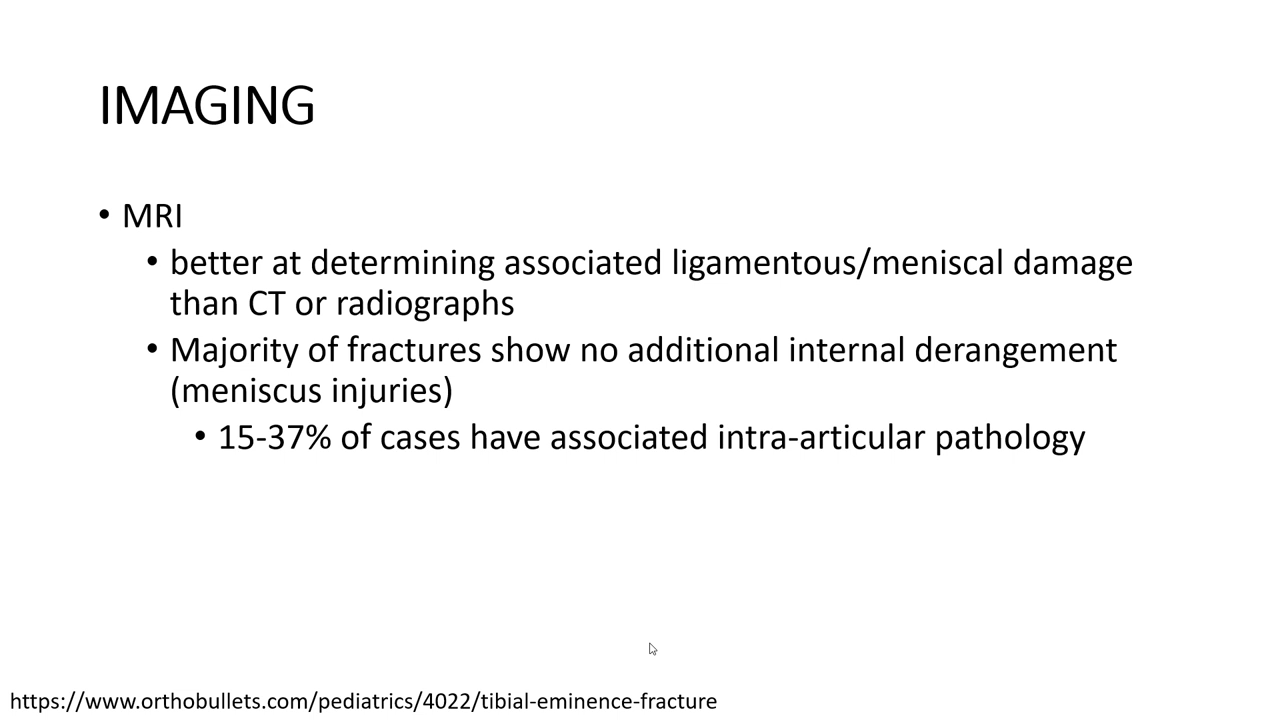 IMAGING
• MRI
• better at determining associated ligamentous/meniscal damage
than CT or radiographs
• Majority of fractures show no additional internal derangement
(meniscus injuries)
• 15-37% of cases have associated intra-articular pathology
https://www.orthobullets.com/pediatrics/4022/tibial-eminence-fracture